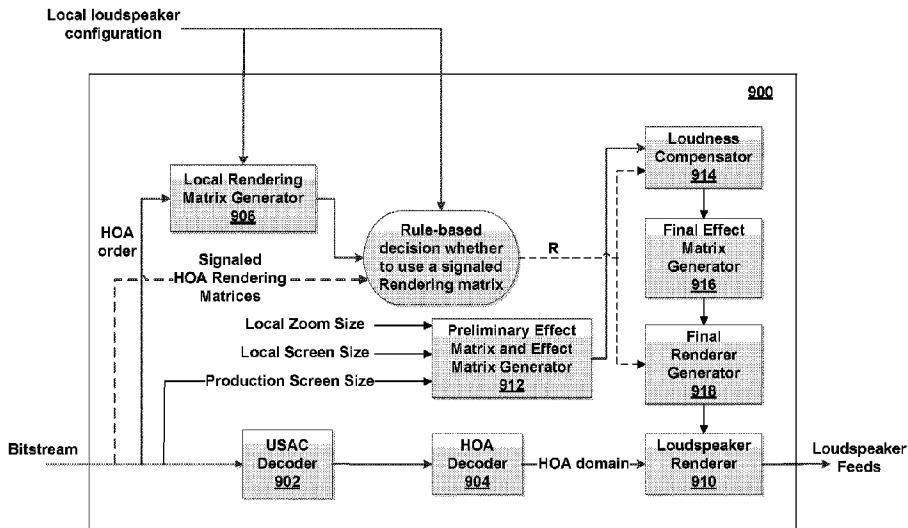 Local loudspeaker
configuration
900
Loudness
Compensator
914
Local Rendering
Matrix Generator
906
HOA
order
Rule-based
decision whether
to use a signaled
Rendering matrix
R
Final Effect
Matrix
Generator
916
Signaled
HOA Rendering
Matrices
Local Zoom Size
Local Screen Size
Production Screen Size
Preliminary Effect
Matrix and Effect
Matrix Generator
912
Final
Renderer
Generator
918
Bitstream
USAC
Decoder
902
HOA
Decoder
904
HOA domain
Loudspeaker
Renderer
910
Loudspeaker
Feeds